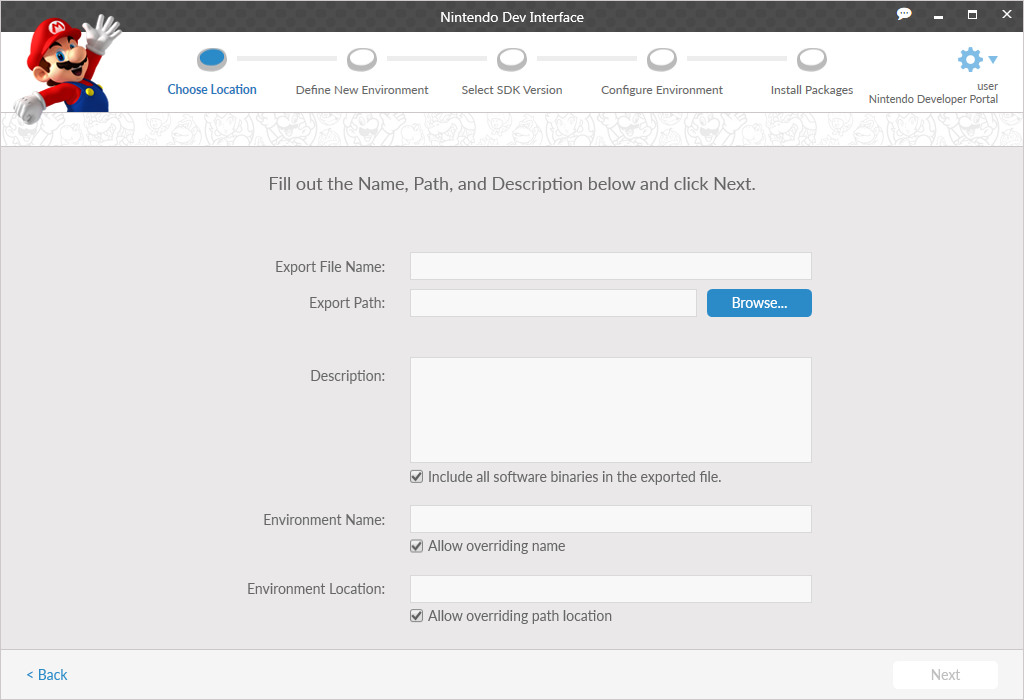 Nintendo Dev Interface
Choose Location
Define New Environment
Select SDK Version
Configure Environment
Install Packages
user
Nintendo Developer Portal
Fill out the Name, Path, and Description below and click Next.
Export File Name:
Export Path:
Browse...
Description:
Include all software binaries in the exported file.
Environment Name:
Allow overriding name
Environment Location:
Allow overriding path location
< Back
Next